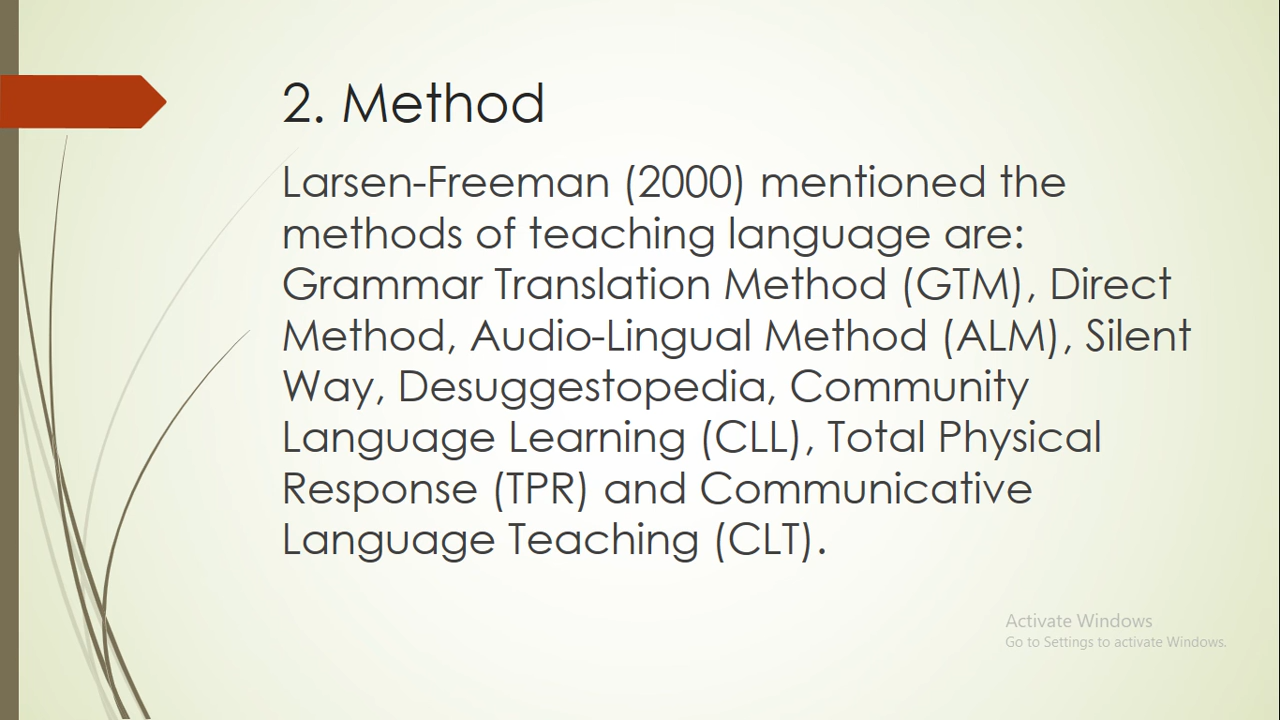 2. Method
Larsen-Freeman (2000) mentioned the
methods of teaching language are:
Grammar Translation Method (GTM), Direct
Method, Audio-Lingual Method (ALM), Silent
Way, Desuggestopedia, Community
Language Learning (CLL), Total Physical
Response (TPR) and Communicative
Language Teaching (CLT).
Activate Windows
Go to Settings to activate Windows.